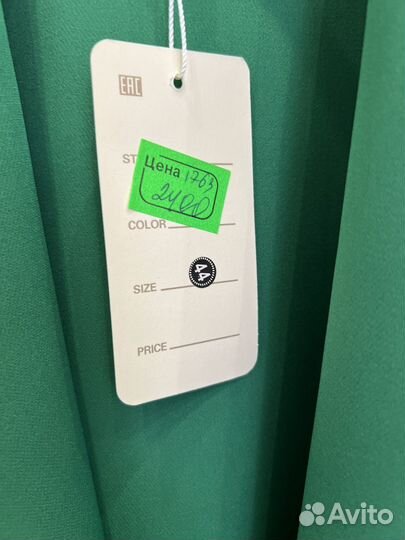 EAC
ST
Цена 1763
2400
COLOR
44
SIZE
PRICE
Avito